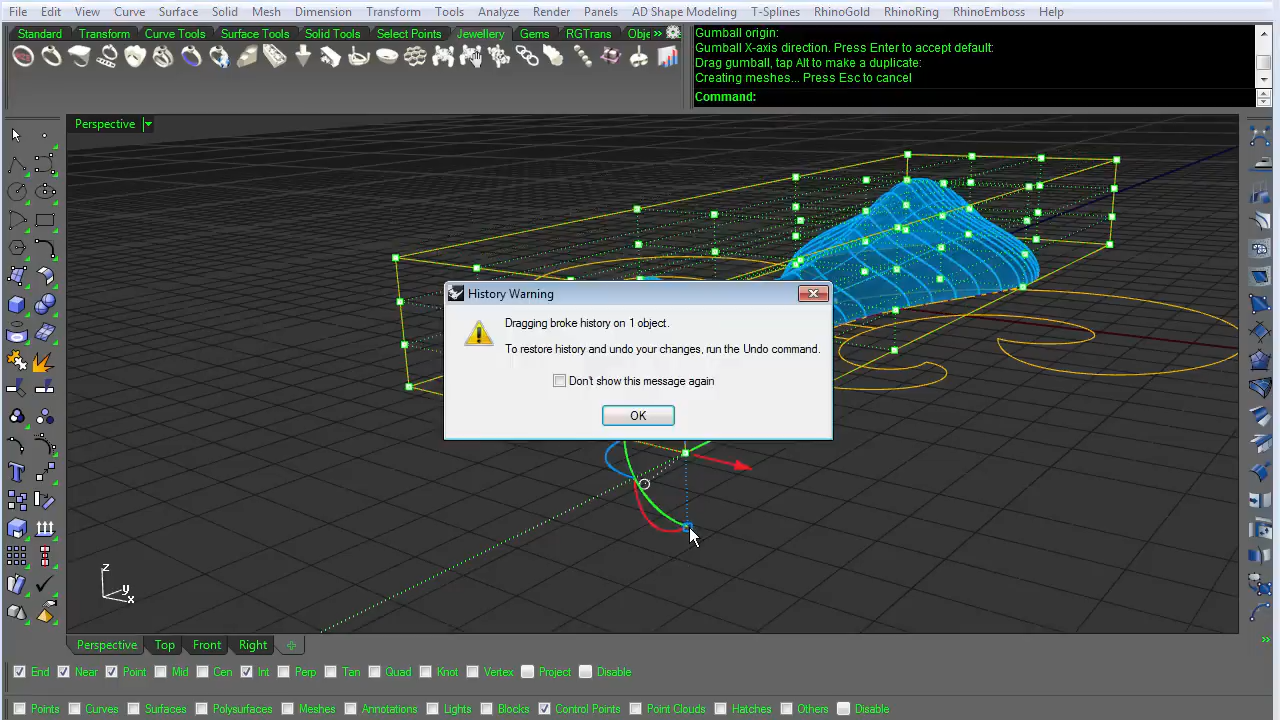 File Edit View Curve Surface Solid Mesh Dimension Transform Tools Analyze Render Panels AD Shape Modeling T-Splines RhinoGold RhinoRing RhinoEmboss Help
Standard Transform Curve Tools Surface Tools Solid Tools Select Points Jewellery Gems RGTrans Obje »
Gumball origin:
Gumball X-axis direction. Press Enter to accept default:
Drag gumball, tap Alt to make a duplicate:
Creating meshes... Press Esc to cancel
Command:
Perspective
History Warning
Dragging broke history on 1 object.
To restore history and undo your changes, run the Undo command.
Don't show this message again
OK
z
y
x
Perspective Top Front Right
End Near Point Mid Cen Int Perp Tan Quad Knot Vertex Project Disable
Points Curves Surfaces Polysurfaces Meshes Annotations Lights Blocks Control Points Point Clouds Hatches Others Disable